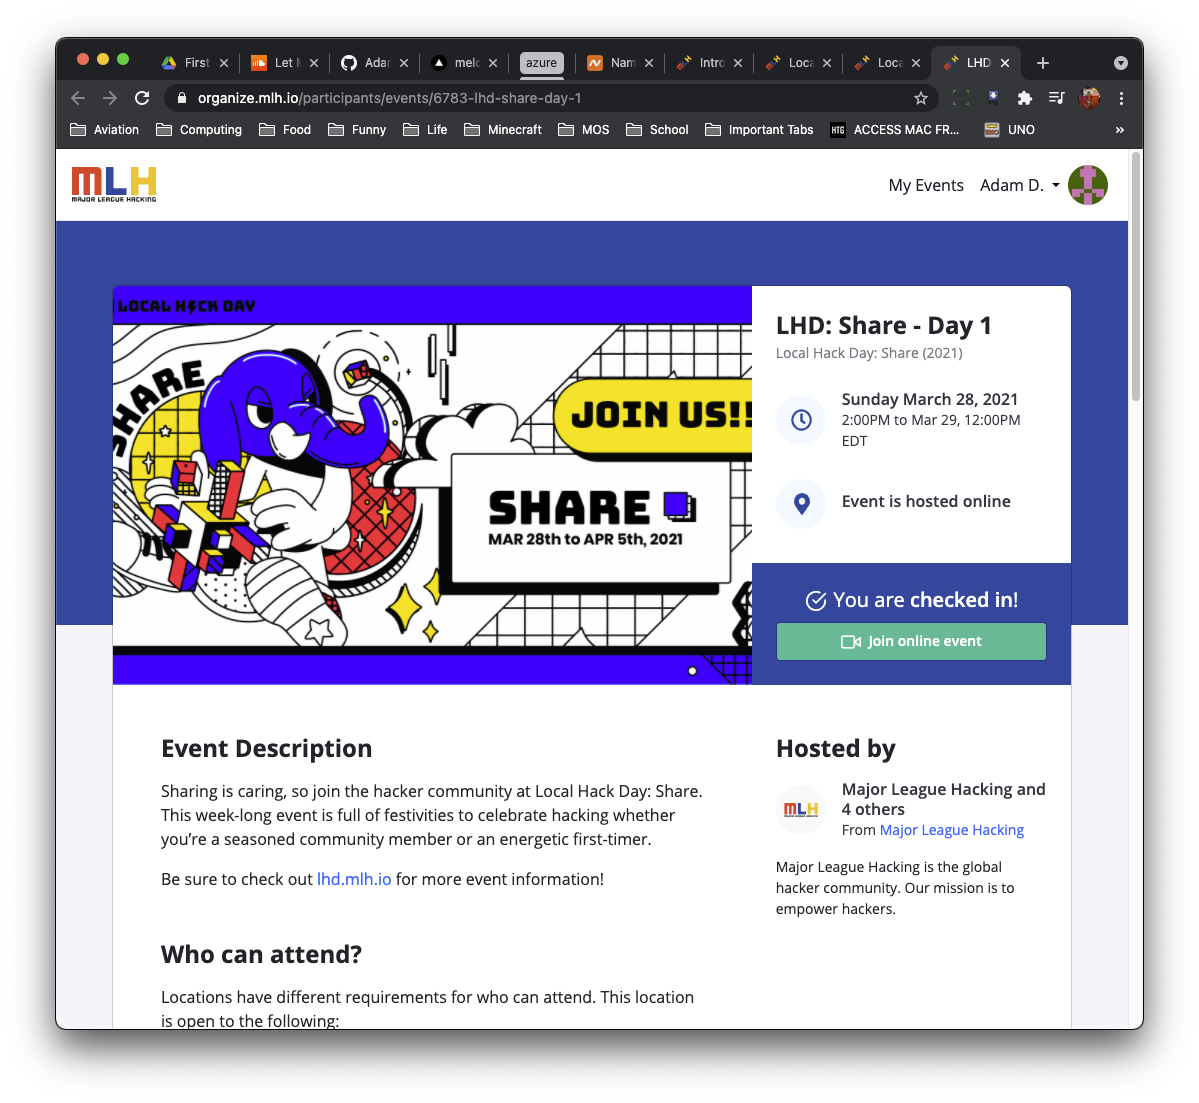 First
Let M
Adar
melo
azure
Nam
Intro
Loca
Loca
LHD
organize.mlh.io/participants/events/6783-lhd-share-day-1
Aviation
Computing
Food
Funny
Life
Minecraft
MOS
School
Important Tabs
HTG
ACCESS MAC FR...
UNO
»
MLH
MAJOR LEAGUE HACKING
My Events
Adam D.
LOCAL HACK DAY
SHARE
JOIN US!!
SHARE
MAR 28th to APR 5th, 2021
LHD: Share - Day 1
Local Hack Day: Share (2021)
Sunday March 28, 2021
2:00PM to Mar 29, 12:00PM
EDT
Event is hosted online
You are checked in!
Join online event
Event Description
Sharing is caring, so join the hacker community at Local Hack Day: Share.
This week-long event is full of festivities to celebrate hacking whether
you're a seasoned community member or an energetic first-timer.
Be sure to check out lhd.mlh.io for more event information!
Who can attend?
Locations have different requirements for who can attend. This location
is open to the following:
Hosted by
MLH
Major League Hacking and
4 others
From Major League Hacking
Major League Hacking is the global
hacker community. Our mission is to
empower hackers.